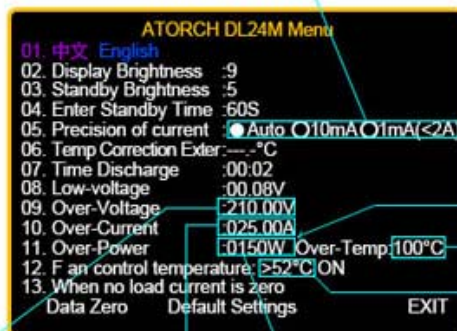 ATORCH DL24M Menu
01. 中文 English
02. Display Brightness :9
03. Standby Brightness :5
04. Enter Standby Time :60S
05. Precision of current : Auto 10mA 1mA(<2A)
06. Temp Correction Exter:---.-°C
07. Time Discharge :00:02
08. Low-voltage :00.08V
09. Over-Voltage :210.00V
10. Over-Current :025.00A
11. Over-Power :0150W Over-Temp:100°C
12. F an control temperature: >52°C ON
13. When no load current is zero
Data Zero Default Settings EXIT